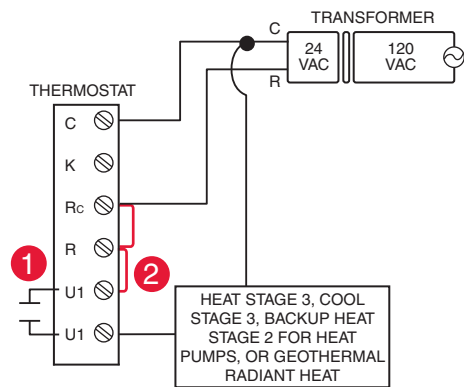 TRANSFORMER
C
24
VAC
120
VAC
R
THERMOSTAT
C
K
Rc
R
1
2
U1
U1
HEAT STAGE 3, COOL
STAGE 3, BACKUP HEAT
STAGE 2 FOR HEAT
PUMPS, OR GEOTHERMAL
RADIANT HEAT